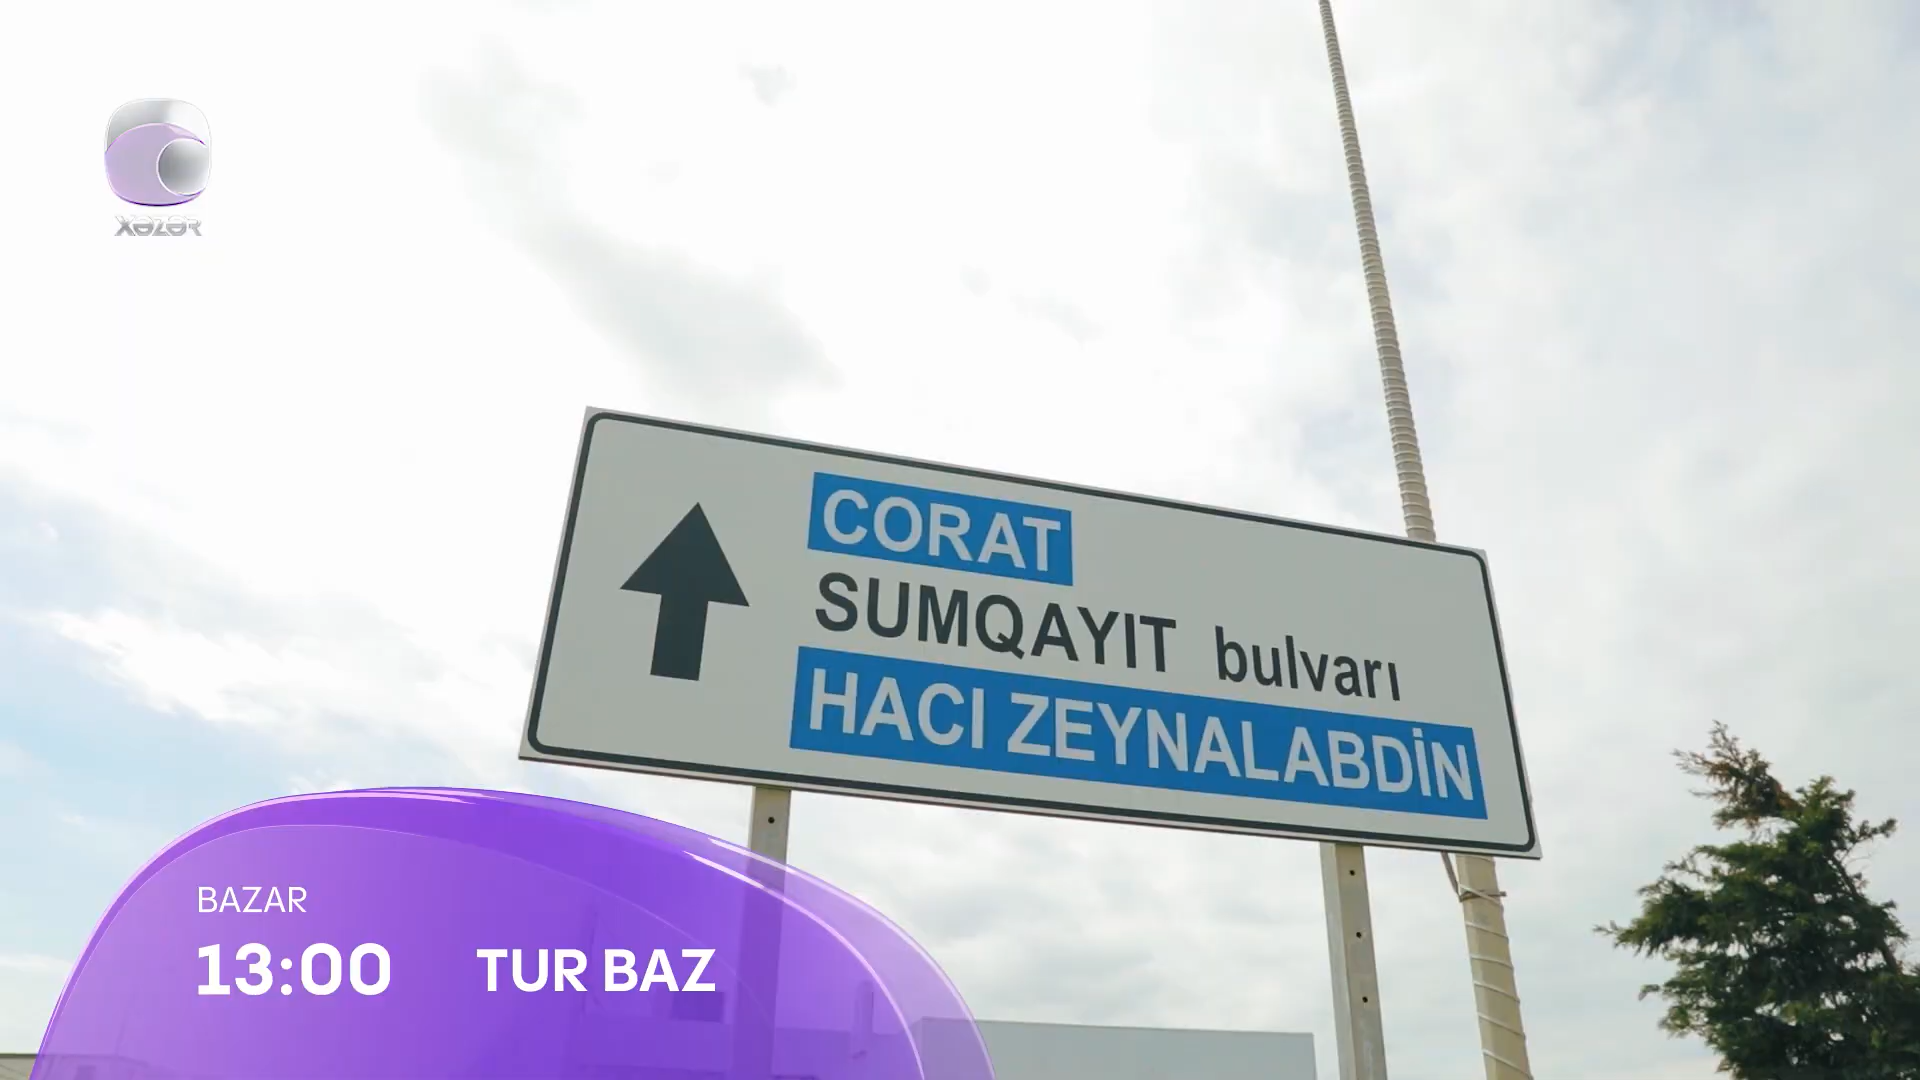 XƏZƏR
CORAT
SUMQAYIT bulvarı
HACI ZEYNALABDİN
BAZAR
13:00 TUR BAZ